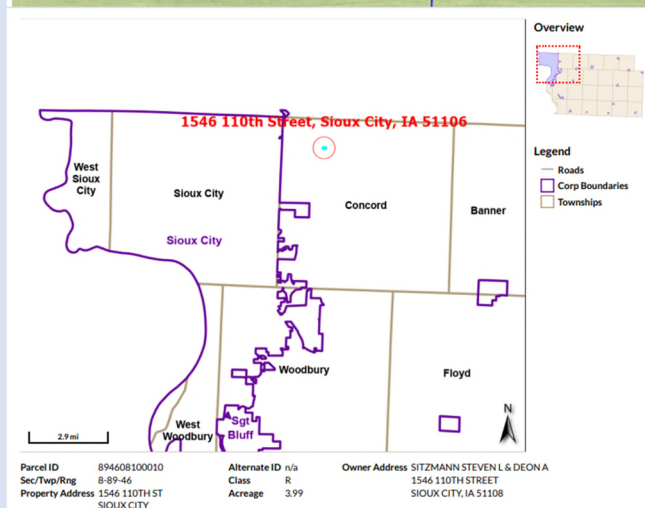 Overview
1546 110th Street, Sioux City, IA 51106
West
Sioux
City
Sioux City
Concord
Banner
Sioux City
Legend
Roads
Corp Boundaries
Townships
Woodbury
Floyd
West
Woodbury
Sgt
Bluff
N
2.9 mi
Parcel ID 894608100010
Sec/Twp/Rng 8-89-46
Property Address 1546 110TH ST
SIOUX CITY
Alternate ID n/a
Class R
Acreage 3.99
Owner Address SITZMANN STEVEN L & DEON A
1546 110TH STREET
SIOUX CITY, IA 51108